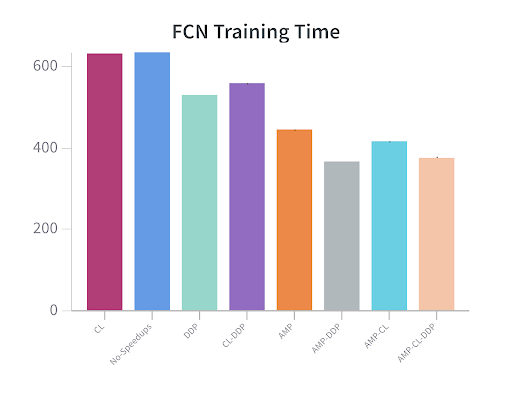 FCN Training Time
600
400
200
0
CL
No-Speedups
DDP
CL-DDP
AMP
AMP-DDP
AMP-CL
AMP-CL-DDP